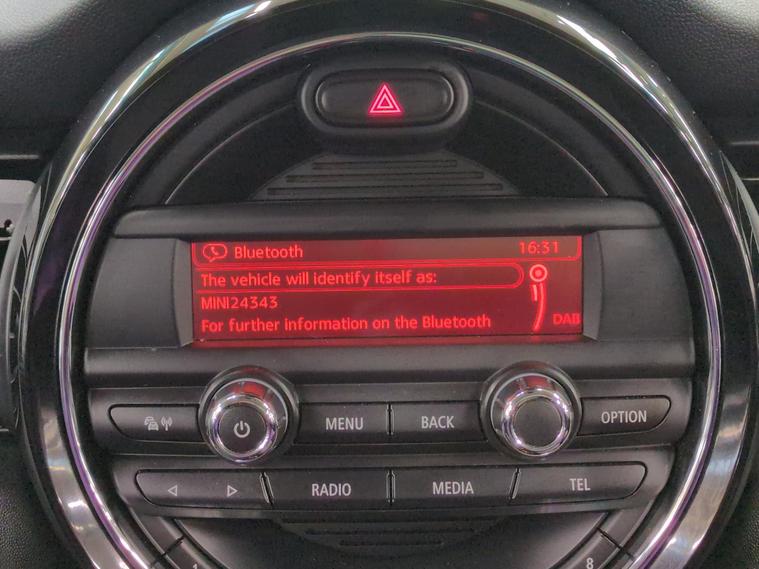 Bluetooth 16:31
The vehicle will identify itself as:
MINI24343
For further information on the Bluetooth
DAB
MENU BACK OPTION
RADIO MEDIA TEL
1 8